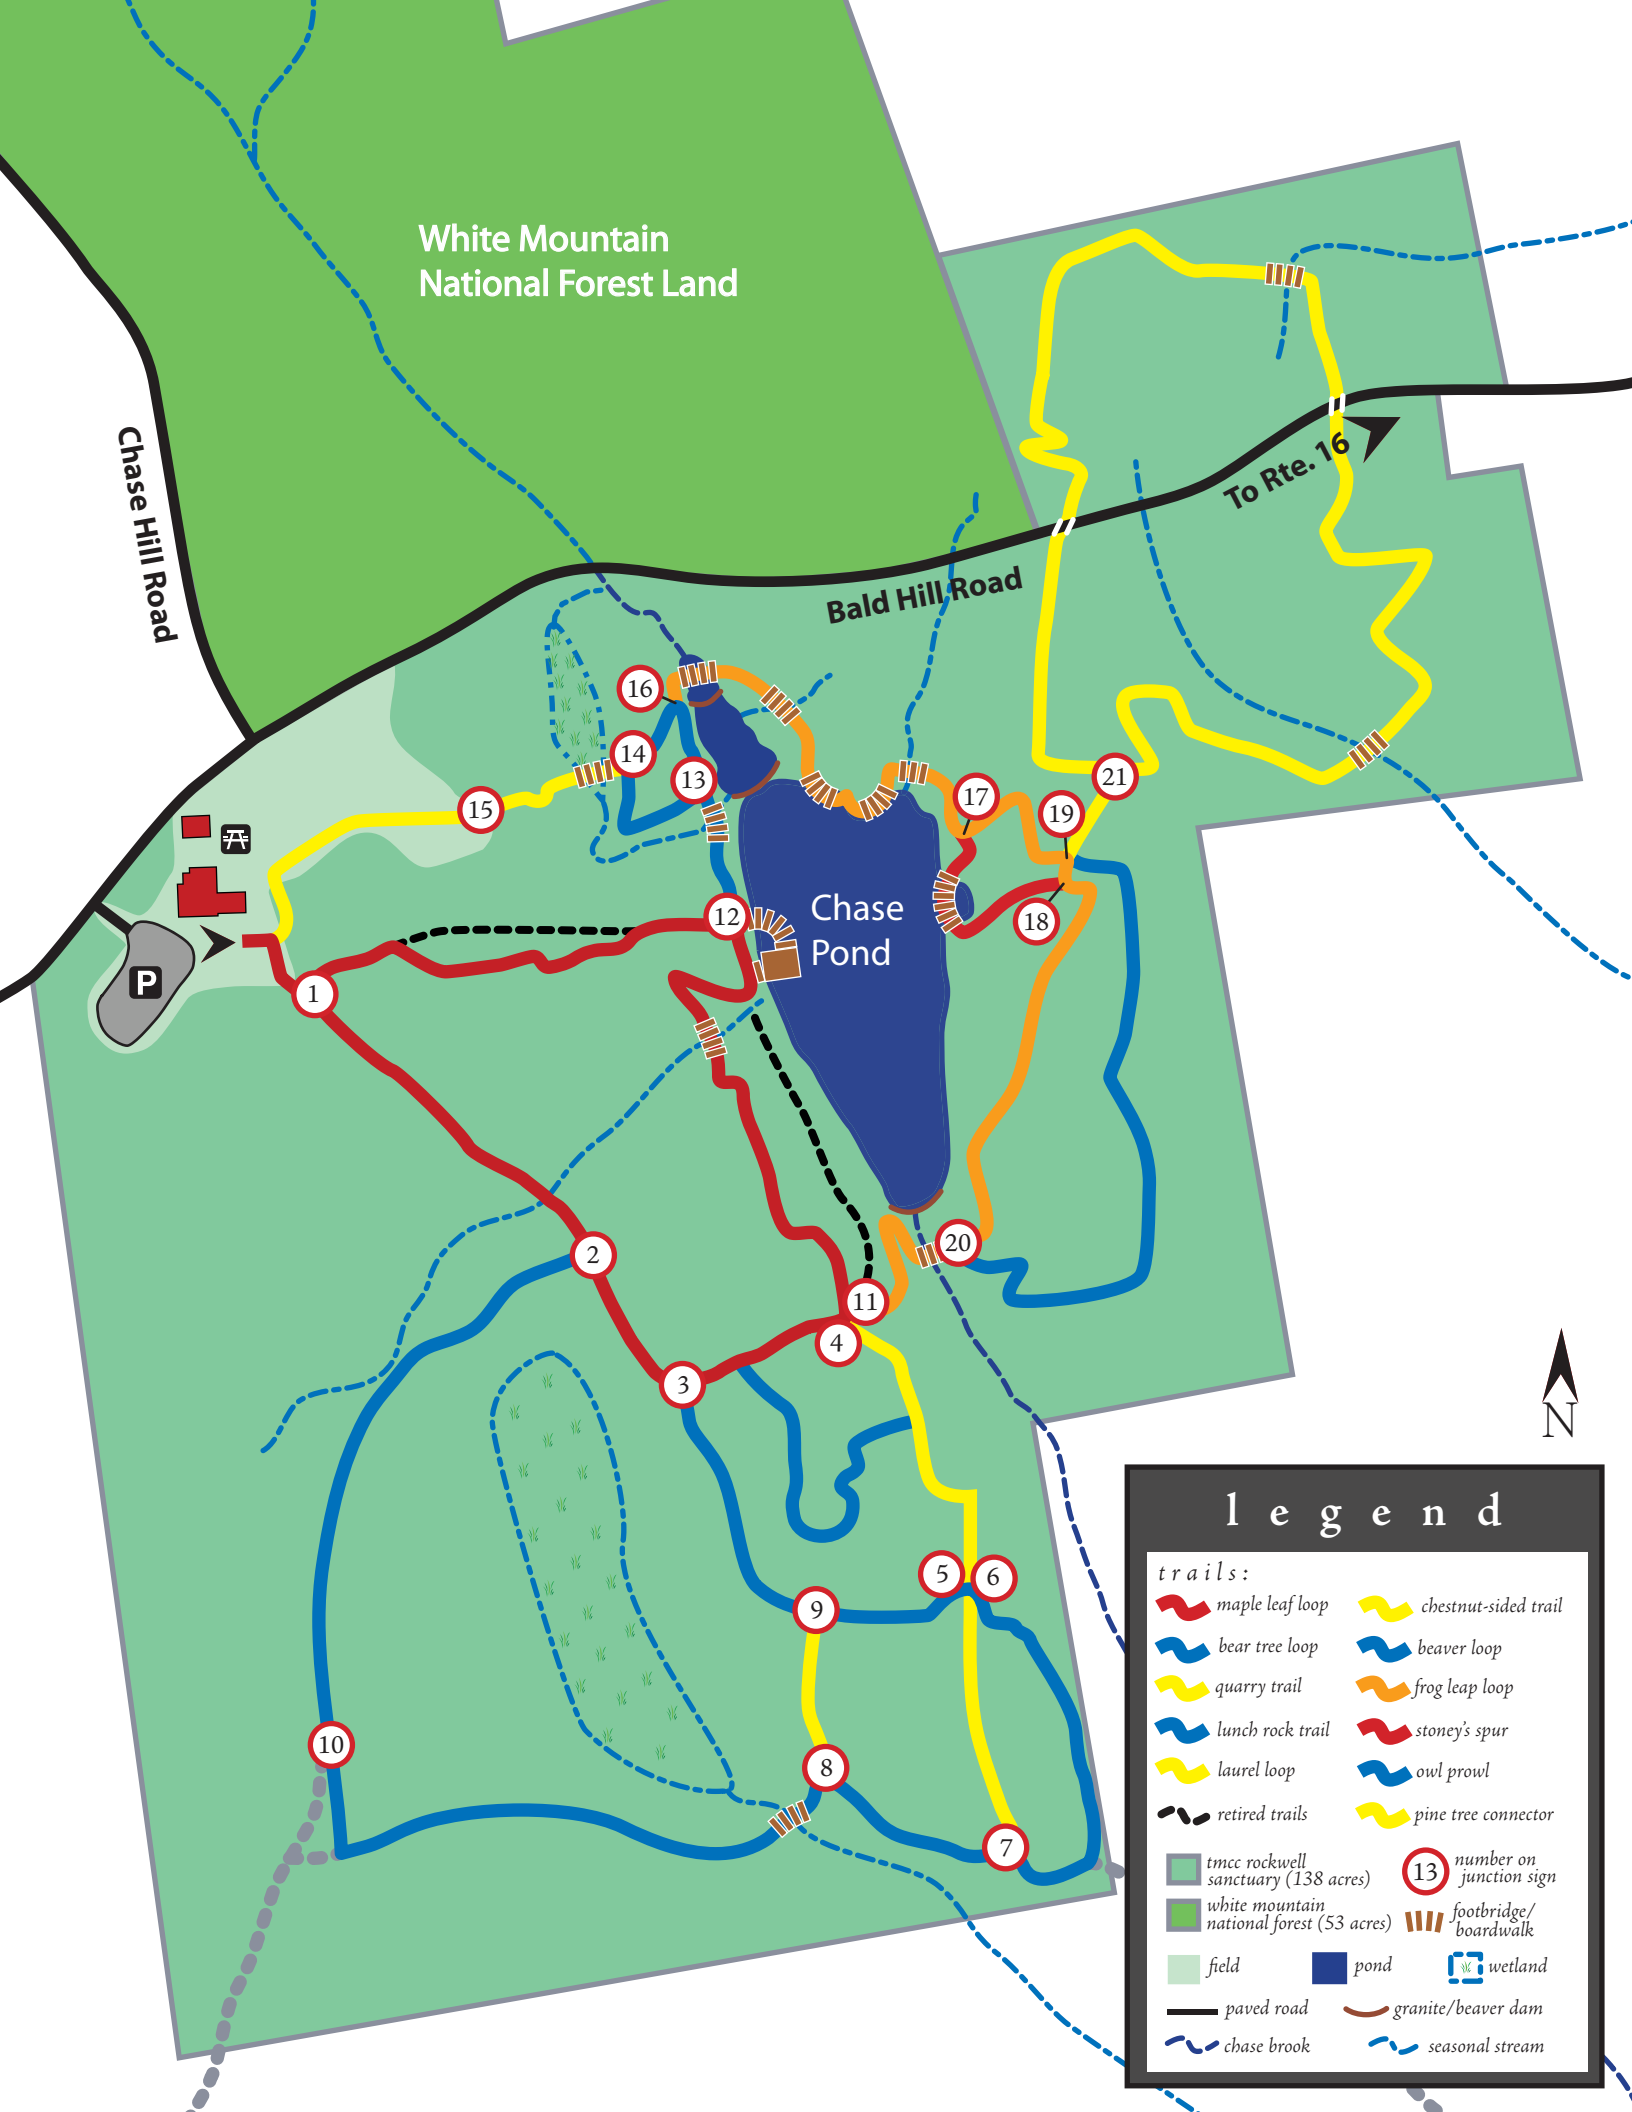 White Mountain
National Forest Land
Chase Hill Road
To Rte. 16
Bald Hill Road
16
14
13
15
17
19
21
12
18
Chase
Pond
P
1
2
20
11
4
3
5
6
9
10
8
7
N
legend
trails:
maple leaf loop
chestnut-sided trail
bear tree loop
beaver loop
quarry trail
frog leap loop
lunch rock trail
stoney's spur
laurel loop
owl prowl
retired trails
pine tree connector
tmcc rockwell
sanctuary (138 acres)
13
number on
junction sign
white mountain
national forest (53 acres)
footbridge/
boardwalk
field
pond
wetland
paved road
granite/beaver dam
chase brook
seasonal stream